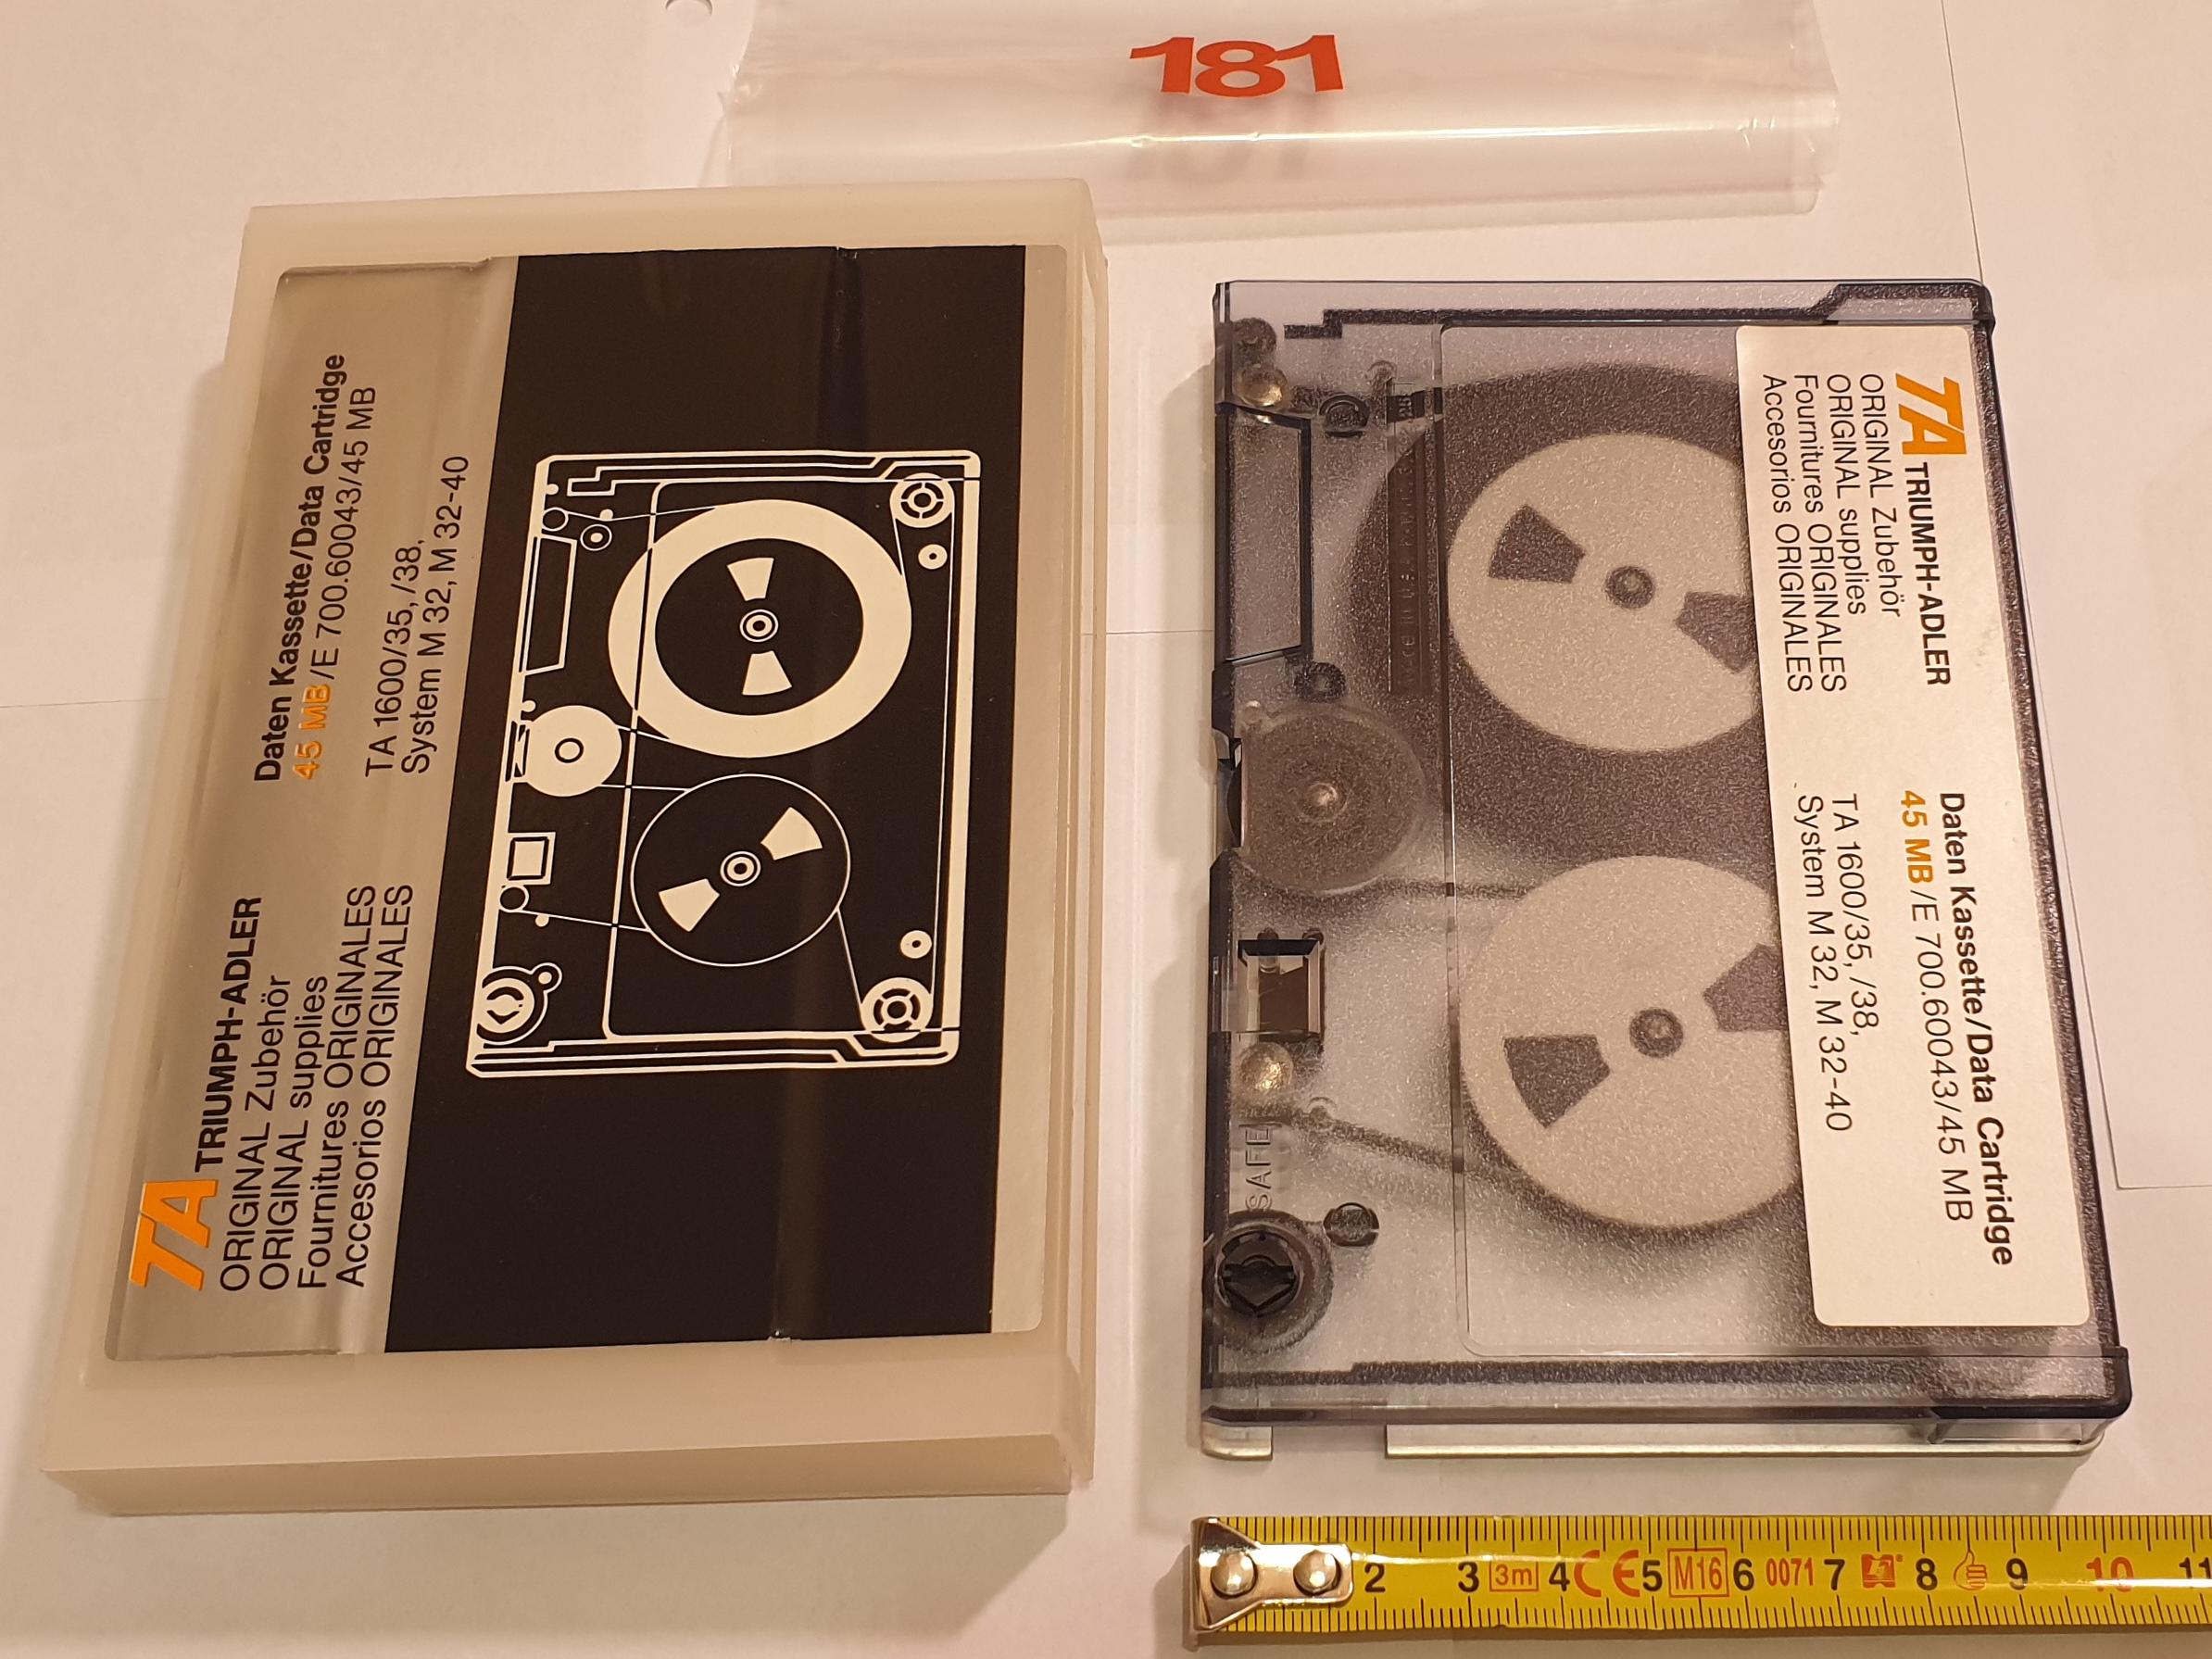 181
TA TRIUMPH-ADLER
ORIGINAL Zubehör
ORIGINAL supplies
Fournitures ORIGINALES
Accesorios ORIGINALES
Daten Kassette/Data Cartridge
45 MB/E 700.60043/45 MB
TA 1600/35, /38,
System M 32, M 32-40
TA TRIUMPH-ADLER
ORIGINAL Zubehör
ORIGINAL supplies
Fournitures ORIGINALES
Accesorios ORIGINALES
Daten Kassette/Data Cartridge
45 MB/E 700.60043/45 MB
TA 1600/35, /38,
System M 32, M 32-40
SAFE
2 3 3m 4 CE 5 M16 6 0071 7 8 9 10 11